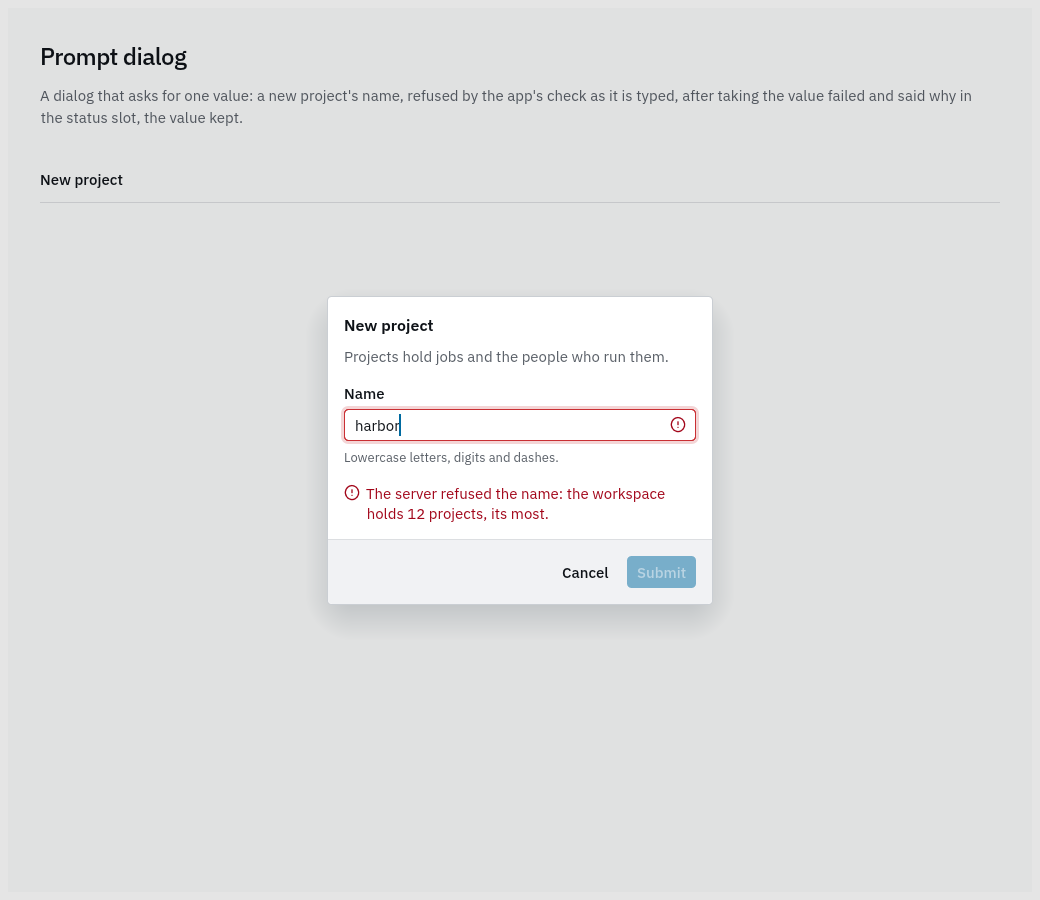 Prompt dialog
A dialog that asks for one value: a new project's name, refused by the app's check as it is typed, after taking the value failed and said why in
the status slot, the value kept.
New project
New project
Projects hold jobs and the people who run them.
Name
harbor
Lowercase letters, digits and dashes.
The server refused the name: the workspace
holds 12 projects, its most.
Cancel
Submit